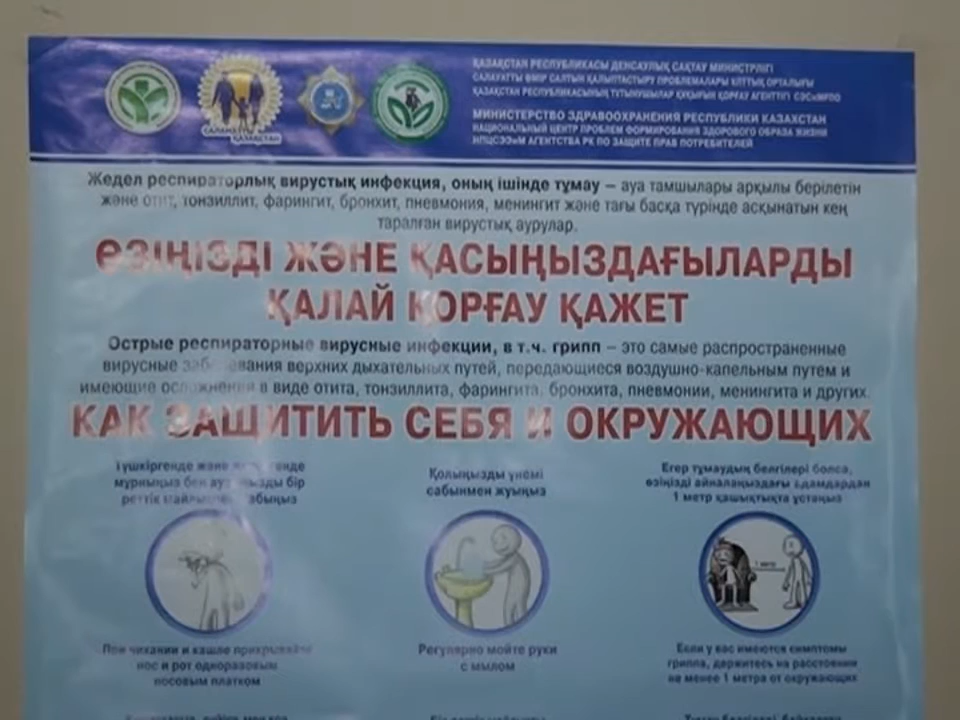 ҚАЗАҚСТАН РЕСПУБЛИКАСЫ ДЕНСАУЛЫҚ САҚТАУ МИНИСТРЛІГІ
САЛАУАТТЫ ӨМІР САЛТЫН ҚАЛЫПТАСТЫРУ ПРОБЛЕМАЛАРЫ ҰЛТТЫҚ ОРТАЛЫҒЫ
ҚАЗАҚСТАН РЕСПУБЛИКАСЫНЫҢ ТҰТЫНУШЫЛАР ҚҰҚЫҒЫН ҚОРҒАУ АГЕНТТІГІ
МИНИСТЕРСТВО ЗДРАВООХРАНЕНИЯ РЕСПУБЛИКИ КАЗАХСТАН
НАЦИОНАЛЬНЫЙ ЦЕНТР ПРОБЛЕМ ФОРМИРОВАНИЯ ЗДОРОВОГО ОБРАЗА ЖИЗНИ
АГЕНТСТВА РК ПО ЗАЩИТЕ ПРАВ ПОТРЕБИТЕЛЕЙ
САЛАУАТТЫ
ҚАЗАҚСТАН
Жедел респираторлық вирустық инфекция, оның ішінде тұмау – ауа тамшылары арқылы берілетін
және отит, тонзиллит, фарингит, бронхит, пневмония, менингит және тағы басқа түрінде асқынатын кең
таралған вирустық аурулар.
ӨЗІҢІЗДІ ЖӘНЕ ҚАСЫҢЫЗДАҒЫЛАРДЫ
ҚАЛАЙ ҚОРҒАУ ҚАЖЕТ
Острые респираторные вирусные инфекции, в т.ч. грипп – это самые распространенные
вирусные заболевания верхних дыхательных путей, передающиеся воздушно-капельным путем и
имеющие осложнения в виде отита, тонзиллита, фарингита, бронхита, пневмонии, менингита и других.
КАК ЗАЩИТИТЬ СЕБЯ И ОКРУЖАЮЩИХ
Түшкіргенде және
мұрныңыз бен
бір
реттік
жабыңыз
Қолыңызды үнемі
сабынмен жуыңыз
Егер тұмаудың белгілері болса,
өзіңізді айналаңыздағы адамдардан
1 метр қашықтықта ұстаңыз
1 метр
При чихании и кашле прикрывайте
нос и рот одноразовым
носовым платком
Регулярно мойте руки
с мылом
Если у вас имеются симптомы
гриппа, держитесь на расстоянии
не менее 1 метра от окружающих